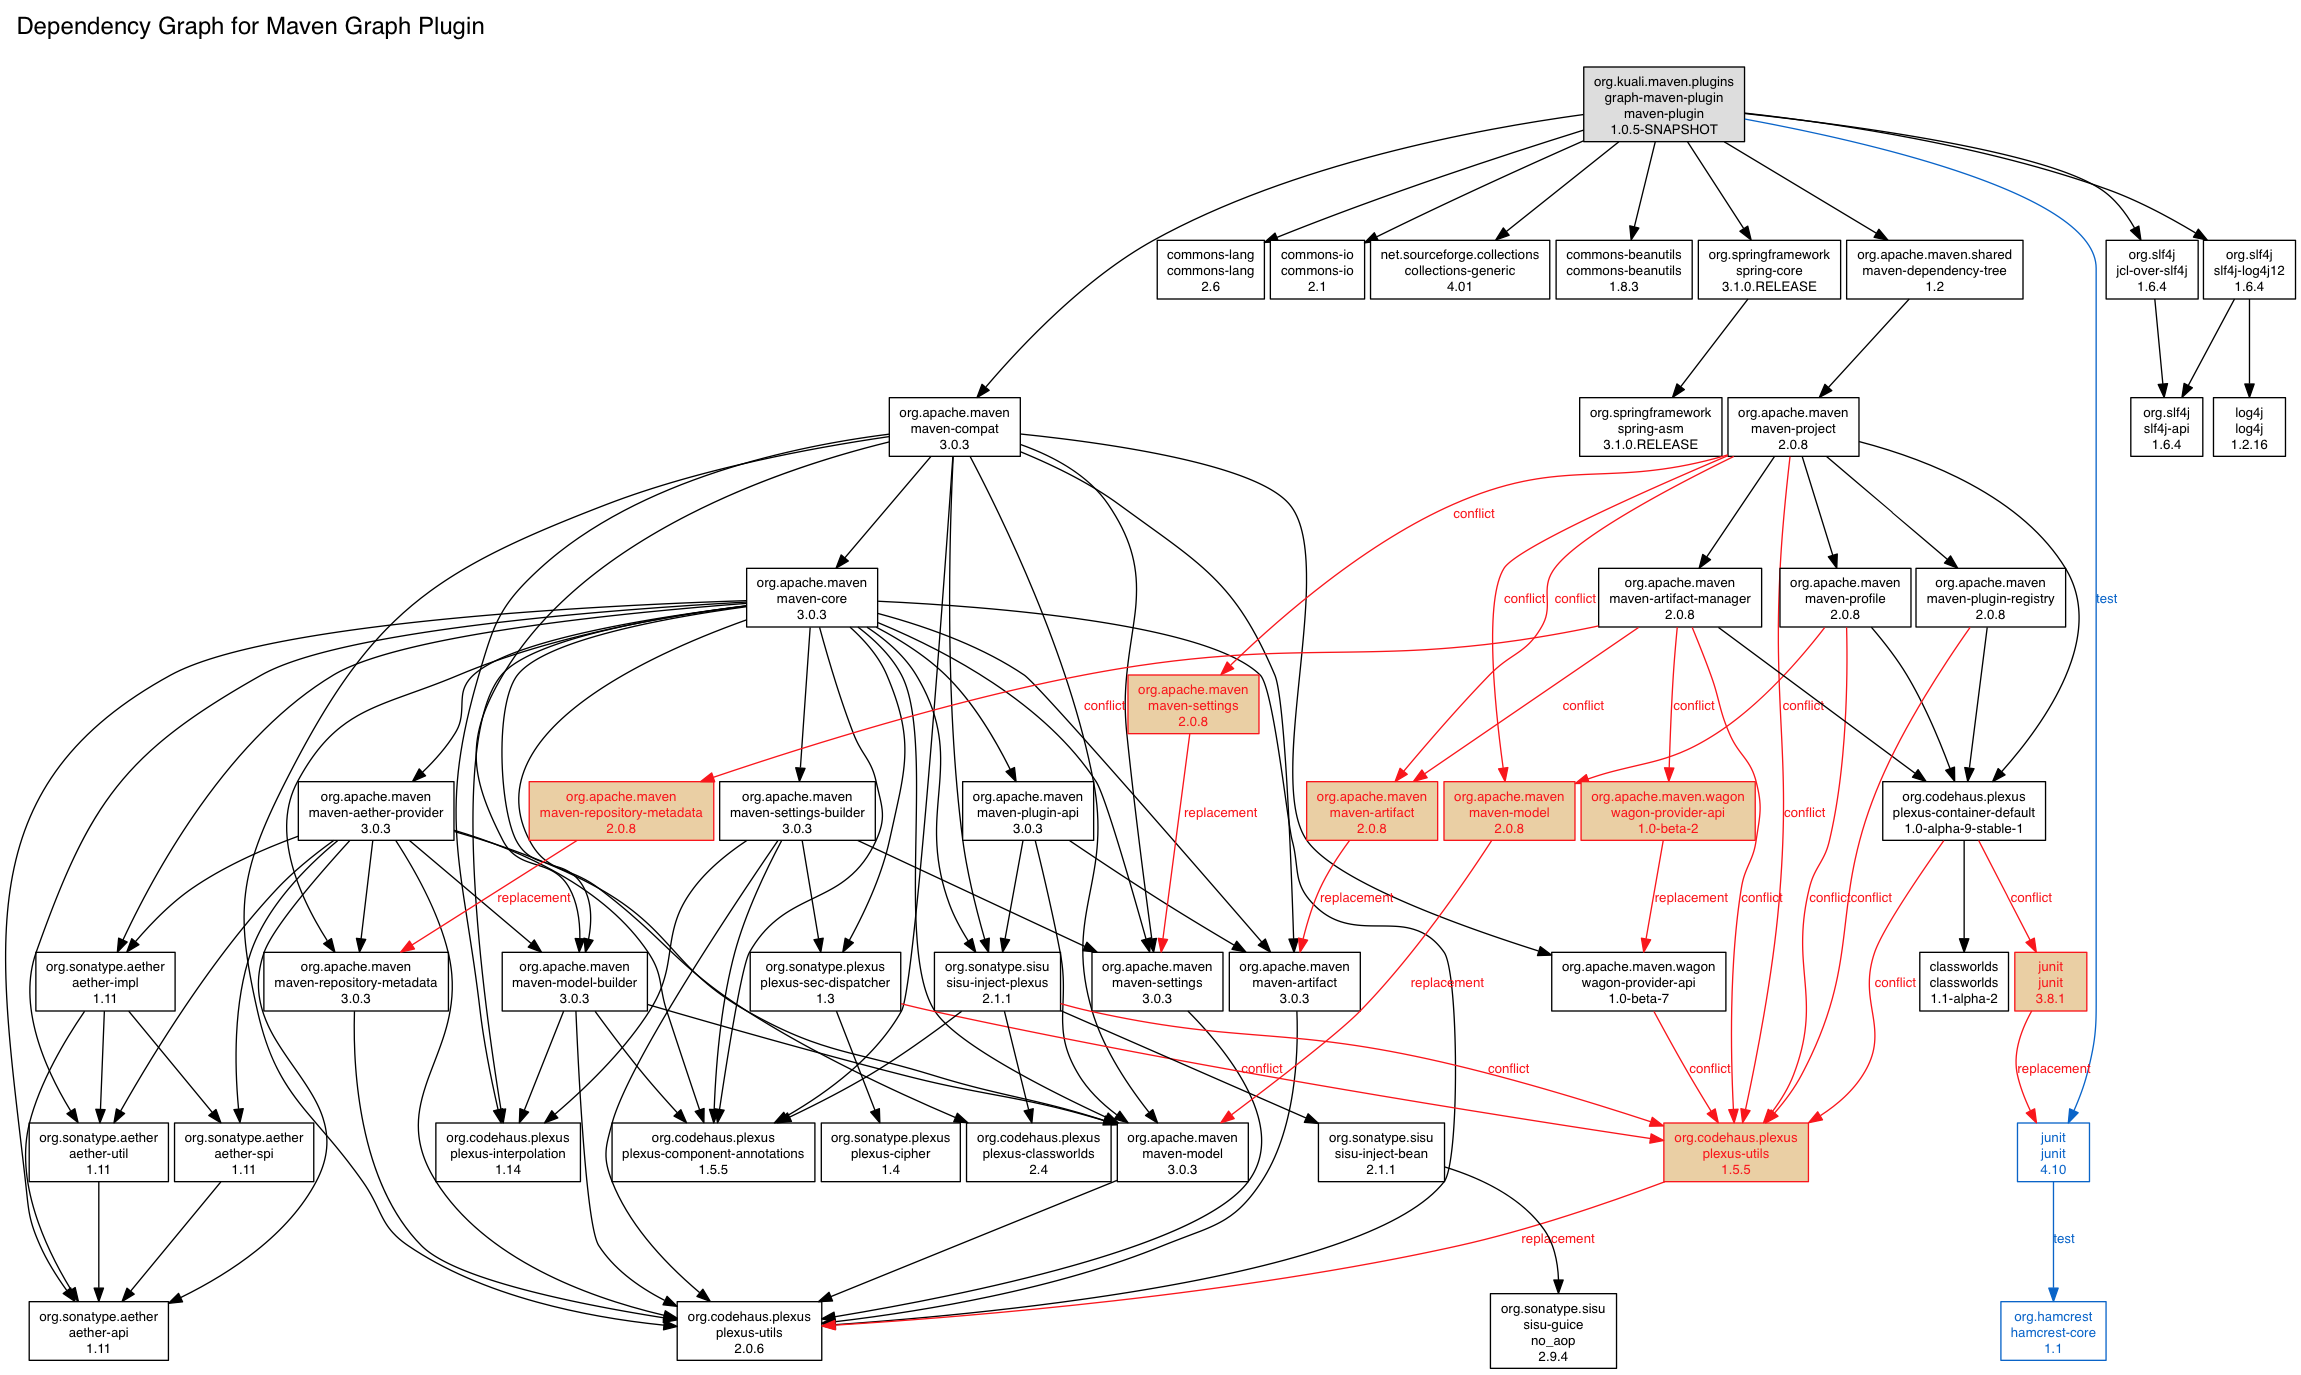 Dependency Graph for Maven Graph Plugin
org.kuali.maven.plugins
graph-maven-plugin
maven-plugin
1.0.5-SNAPSHOT
commons-lang
commons-lang
2.6
commons-io
commons-io
2.1
net.sourceforge.collections
collections-generic
4.01
commons-beanutils
commons-beanutils
1.8.3
org.springframework
spring-core
3.1.0.RELEASE
org.apache.maven.shared
maven-dependency-tree
1.2
org.slf4j
jcl-over-slf4j
1.6.4
org.slf4j
slf4j-log4j12
1.6.4
org.apache.maven
maven-compat
3.0.3
org.springframework
spring-asm
3.1.0.RELEASE
org.apache.maven
maven-project
2.0.8
org.slf4j
slf4j-api
1.6.4
log4j
log4j
1.2.16
conflict
org.apache.maven
maven-core
3.0.3
conflict
conflict
org.apache.maven
maven-artifact-manager
2.0.8
org.apache.maven
maven-profile
2.0.8
org.apache.maven
maven-plugin-registry
2.0.8
test
conflict
org.apache.maven
maven-settings
2.0.8
conflict
conflict
conflict
org.apache.maven
maven-aether-provider
3.0.3
org.apache.maven
maven-repository-metadata
2.0.8
org.apache.maven
maven-settings-builder
3.0.3
org.apache.maven
maven-plugin-api
3.0.3
replacement
org.apache.maven
maven-artifact
2.0.8
org.apache.maven
maven-model
2.0.8
org.apache.maven.wagon
wagon-provider-api
1.0-beta-2
conflict
org.codehaus.plexus
plexus-container-default
1.0-alpha-9-stable-1
replacement
replacement
replacement
conflict
conflict
conflict
conflict
org.sonatype.aether
aether-impl
1.11
org.apache.maven
maven-repository-metadata
3.0.3
org.apache.maven
maven-model-builder
3.0.3
org.sonatype.plexus
plexus-sec-dispatcher
1.3
org.sonatype.sisu
sisu-inject-plexus
2.1.1
org.apache.maven
maven-settings
3.0.3
org.apache.maven
maven-artifact
3.0.3
replacement
org.apache.maven.wagon
wagon-provider-api
1.0-beta-7
conflict
classworlds
classworlds
1.1-alpha-2
junit
junit
3.8.1
conflict
conflict
conflict
replacement
org.sonatype.aether
aether-util
1.11
org.sonatype.aether
aether-spi
1.11
org.codehaus.plexus
plexus-interpolation
1.14
org.codehaus.plexus
plexus-component-annotations
1.5.5
org.sonatype.plexus
plexus-cipher
1.4
org.codehaus.plexus
plexus-classworlds
2.4
org.apache.maven
maven-model
3.0.3
org.sonatype.sisu
sisu-inject-bean
2.1.1
org.codehaus.plexus
plexus-utils
1.5.5
junit
junit
4.10
replacement
test
org.sonatype.aether
aether-api
1.11
org.codehaus.plexus
plexus-utils
2.0.6
org.sonatype.sisu
sisu-guice
no_aop
2.9.4
org.hamcrest
hamcrest-core
1.1